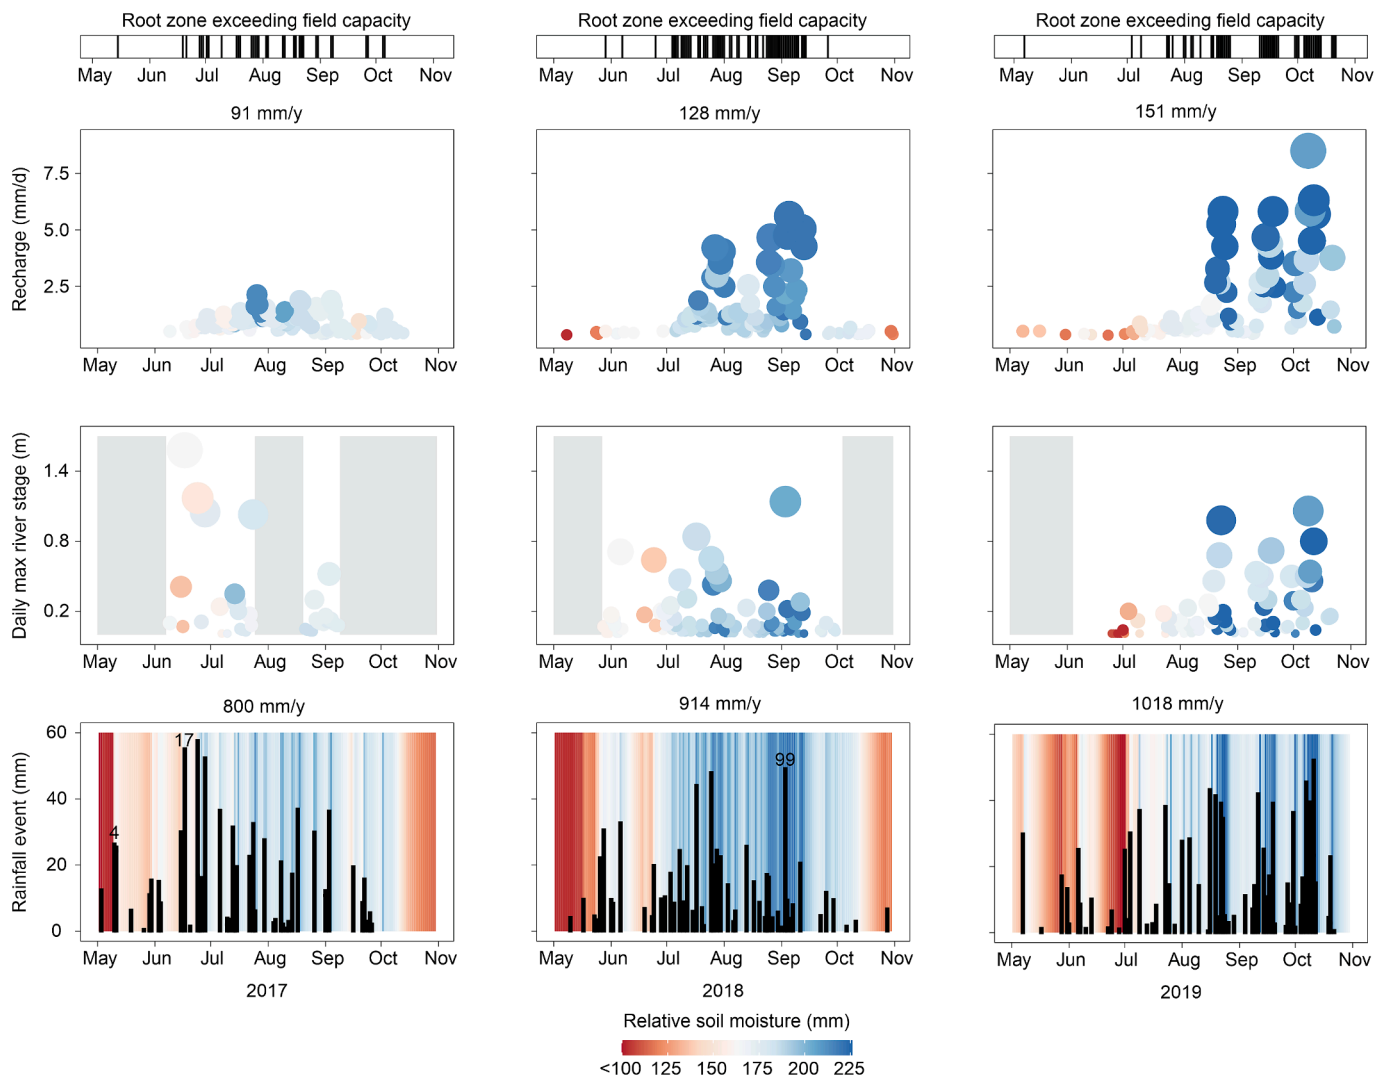 Root zone exceeding field capacity Root zone exceeding field capacity Root zone exceeding field capacity
May Jun Jul Aug Sep Oct Nov May Jun Jul Aug Sep Oct Nov May Jun Jul Aug Sep Oct Nov
91 mm/y 128 mm/y 151 mm/y
Recharge (mm/d)
7.5
5.0
2.5
May Jun Jul Aug Sep Oct Nov May Jun Jul Aug Sep Oct Nov May Jun Jul Aug Sep Oct Nov
Daily max river stage (m)
1.4
0.8
0.2
May Jun Jul Aug Sep Oct Nov May Jun Jul Aug Sep Oct Nov May Jun Jul Aug Sep Oct Nov
800 mm/y 914 mm/y 1018 mm/y
Rainfall event (mm)
60
17
99
40
4
20
0
May Jun Jul Aug Sep Oct Nov May Jun Jul Aug Sep Oct Nov May Jun Jul Aug Sep Oct Nov
2017 2018 2019
Relative soil moisture (mm)
<100 125 150 175 200 225